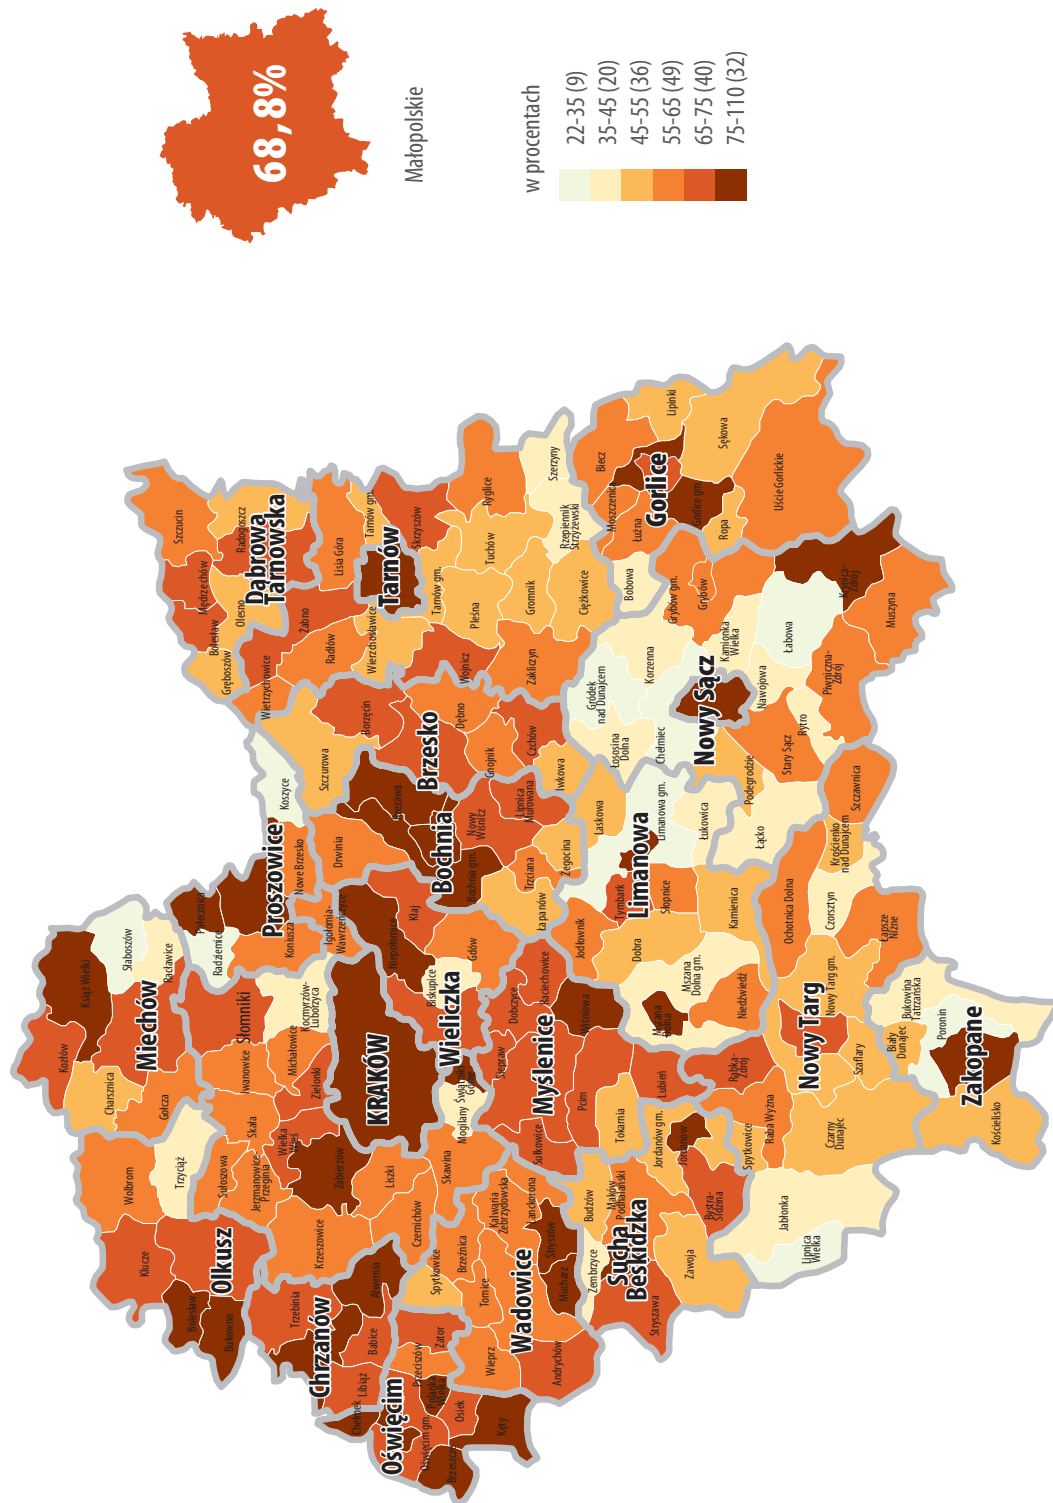 68,8%
Małopolskie
w procentach
22-35 (9)
35-45 (20)
45-55 (36)
55-65 (49)
65-75 (40)
75-110 (32)
Kozłów
Książ Wielki
Charsznica
Miechów
Słaboszów
Racławice
Gołcza
Wolbrom
Trzyciąż
Klucze
Olkusz
Bolesław
Bukowno
Sułoszowa
Skała
Jerzmanowice-
Przeginia
Iwanowice
Słomniki
Michałowice
Kocmyrzów-
Luborzyca
Zielonki
Wielka
Wieś
Zabierzów
Krzeszowice
Liszki
Czernichów
Skawina
Mogilany
Świątniki
Górne
KRAKÓW
Igołomia-
Wawrzeńczyce
Pałecznica
Radziemice
Proszowice
Koniusza
Nowe Brzesko
Koszyce
Trzebinia
Chrzanów
Alwernia
Babice
Libiąż
Chełmek
Oświęcim
Oświęcim gm.
Brzeszcze
Przeciszów
Polanka
Wielka
Zator
Osiek
Kęty
Spytkowice
Brzeźnica
Tomice
Wieprz
Wadowice
Andrychów
Kalwaria
Zebrzydowska
Lanckorona
Stryszów
Mucharz
Niepołomice
Kłaj
Biskupice
Wieliczka
Gdów
Drwinia
Rzezawa
Bochnia
Bochnia gm.
Nowy
Wiśnicz
Lipnica
Murowana
Trzciana
Żegocina
Łapanów
Szczurowa
Borzęcin
Brzesko
Dębno
Gnojnik
Czchów
Iwkowa
Szczucin
Mędrzechów
Bolesław
Radgoszcz
Dąbrowa
Tarnowska
Olesno
Gręboszów
Wietrzychowice
Żabno
Lisia Góra
Radłów
Wierzchosławice
Tarnów gm.
Tarnów
Skrzyszów
Tarnów gm.
Wojnicz
Pleśna
Tuchów
Ryglice
Szerzyny
Rzepiennik
Strzyżewski
Gromnik
Zakliczyn
Ciężkowice
Siepraw
Dobczyce
Raciechowice
Myślenice
Wiśniowa
Sułkowice
Pcim
Tokarnia
Lubień
Zembrzyce
Budzów
Maków
Podhalański
Sucha
Beskidzka
Stryszawa
Zawoja
Jordanów gm.
Jordanów
Bystra-
Sidzina
Jodłownik
Tymbark
Limanowa
Limanowa gm.
Laskowa
Słopnice
Dobra
Mszana
Dolna gm.
Mszana
Dolna
Niedźwiedź
Kamienica
Łukowica
Gródek
nad Dunajcem
Korzenna
Łososina
Dolna
Chełmiec
Nowy Sącz
Kamionka
Wielka
Grybów gm.
Grybów
Nawojowa
Łabowa
Krynica-
Zdrój
Muszyna
Piwniczna-
Zdrój
Rytro
Stary Sącz
Podegrodzie
Łącko
Bobowa
Łużna
Moszczenica
Biecz
Lipinki
Gorlice
Gorlice gm.
Ropa
Sękowa
Uście Gorlickie
Rabka-
Zdrój
Spytkowice
Raba Wyżna
Nowy Targ
Nowy Targ gm.
Szaflary
Czarny
Dunajec
Jabłonka
Lipnica
Wielka
Ochotnica Dolna
Czorsztyn
Krościenko
nad Dunajcem
Szczawnica
Łapsze
Niżne
Biały
Dunajec
Bukowina
Tatrzańska
Poronin
Zakopane
Kościelisko